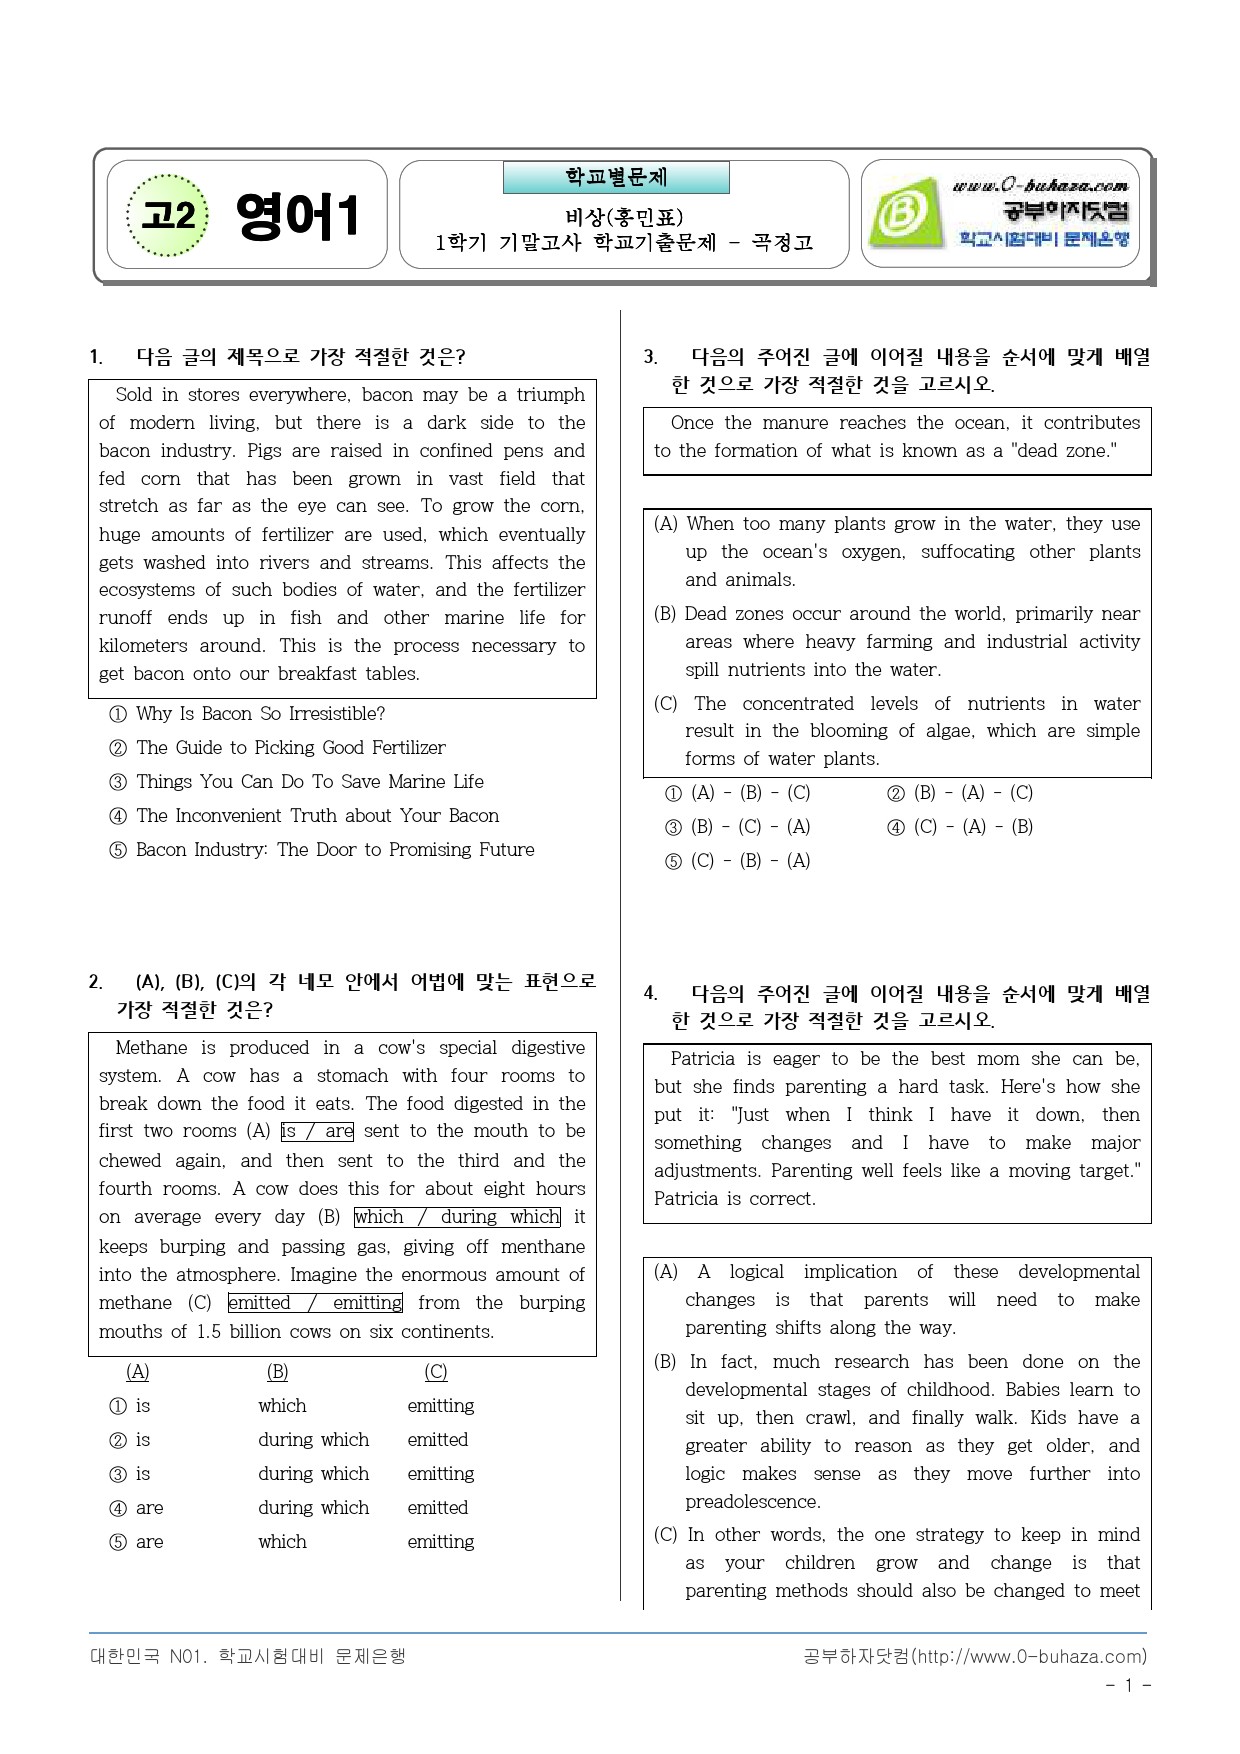 고2 영어1
학교별문제
비상(홍민표)
1학기 기말고사 학교기출문제 - 곡정고
www.0-buhaza.com
공부하자닷컴
학교시험대비 문제은행
1. 다음 글의 제목으로 가장 적절한 것은?
Sold in stores everywhere, bacon may be a triumph
of modern living, but there is a dark side to the
bacon industry. Pigs are raised in confined pens and
fed corn that has been grown in vast field that
stretch as far as the eye can see. To grow the corn,
huge amounts of fertilizer are used, which eventually
gets washed into rivers and streams. This affects the
ecosystems of such bodies of water, and the fertilizer
runoff ends up in fish and other marine life for
kilometers around. This is the process necessary to
get bacon onto our breakfast tables.
① Why Is Bacon So Irresistible?
② The Guide to Picking Good Fertilizer
③ Things You Can Do To Save Marine Life
④ The Inconvenient Truth about Your Bacon
⑤ Bacon Industry: The Door to Promising Future
2. (A), (B), (C)의 각 네모 안에서 어법에 맞는 표현으로
가장 적절한 것은?
Methane is produced in a cow's special digestive
system. A cow has a stomach with four rooms to
break down the food it eats. The food digested in the
first two rooms (A) is / are sent to the mouth to be
chewed again, and then sent to the third and the
fourth rooms. A cow does this for about eight hours
on average every day (B) which / during which it
keeps burping and passing gas, giving off menthane
into the atmosphere. Imagine the enormous amount of
methane (C) emitted / emitting from the burping
mouths of 1.5 billion cows on six continents.
(A) (B) (C)
① is which emitting
② is during which emitted
③ is during which emitting
④ are during which emitted
⑤ are which emitting
3. 다음의 주어진 글에 이어질 내용을 순서에 맞게 배열
한 것으로 가장 적절한 것을 고르시오.
Once the manure reaches the ocean, it contributes
to the formation of what is known as a "dead zone."
(A) When too many plants grow in the water, they use
up the ocean's oxygen, suffocating other plants
and animals.
(B) Dead zones occur around the world, primarily near
areas where heavy farming and industrial activity
spill nutrients into the water.
(C) The concentrated levels of nutrients in water
result in the blooming of algae, which are simple
forms of water plants.
① (A) - (B) - (C) ② (B) - (A) - (C)
③ (B) - (C) - (A) ④ (C) - (A) - (B)
⑤ (C) - (B) - (A)
4. 다음의 주어진 글에 이어질 내용을 순서에 맞게 배열
한 것으로 가장 적절한 것을 고르시오.
Patricia is eager to be the best mom she can be,
but she finds parenting a hard task. Here's how she
put it: "Just when I think I have it down, then
something changes and I have to make major
adjustments. Parenting well feels like a moving target."
Patricia is correct.
(A) A logical implication of these developmental
changes is that parents will need to make
parenting shifts along the way.
(B) In fact, much research has been done on the
developmental stages of childhood. Babies learn to
sit up, then crawl, and finally walk. Kids have a
greater ability to reason as they get older, and
logic makes sense as they move further into
preadolescence.
(C) In other words, the one strategy to keep in mind
as your children grow and change is that
parenting methods should also be changed to meet
대한민국 N01. 학교시험대비 문제은행
공부하자닷컴(http://www.0-buhaza.com)
- 1 -